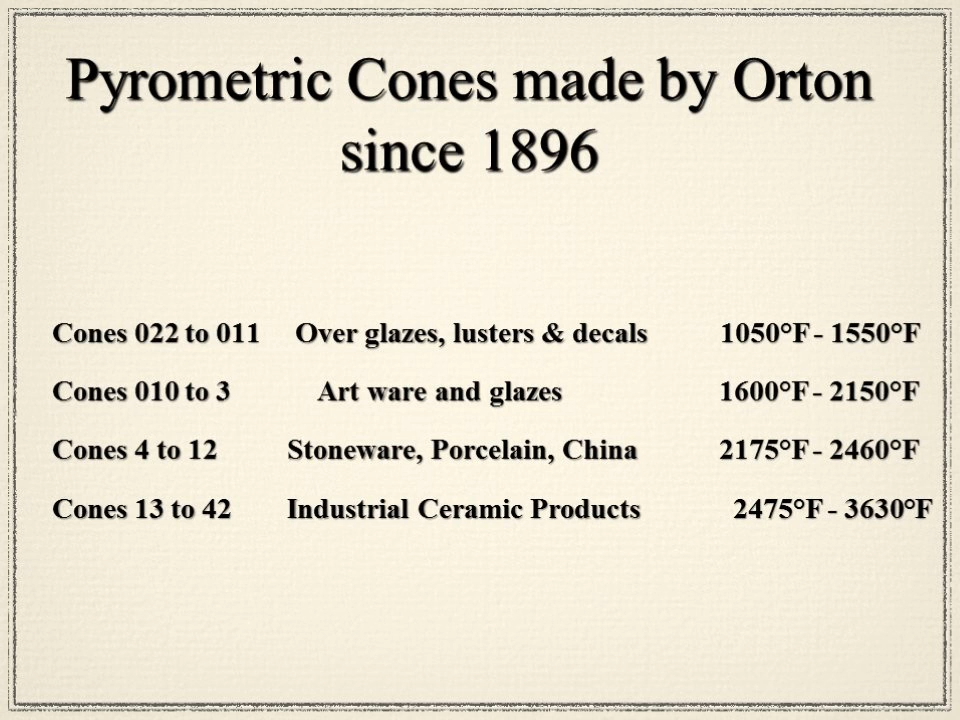 Pyrometric Cones made by Orton
since 1896
Cones 022 to 011 Over glazes, lusters & decals 1050°F - 1550°F
Cones 010 to 3 Art ware and glazes 1600°F - 2150°F
Cones 4 to 12 Stoneware, Porcelain, China 2175°F - 2460°F
Cones 13 to 42 Industrial Ceramic Products 2475°F - 3630°F